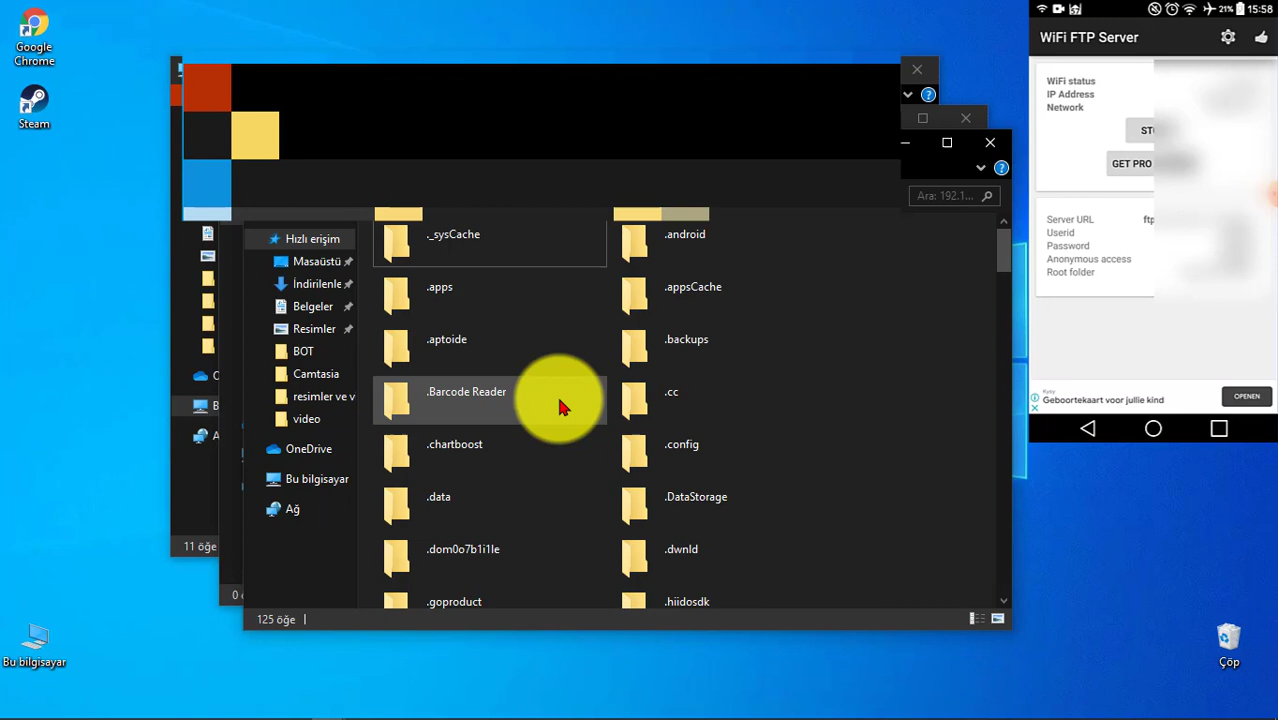 Google
Chrome
Steam
Bu bilgisayar
Çöp
11 öğe
0
Ara: 192.1...
Hızlı erişim
Masaüstü
İndirilenle
Belgeler
Resimler
BOT
Camtasia
resimler ve v
video
OneDrive
Bu bilgisayar
Ağ
._sysCache
.android
.apps
.appsCache
.aptoide
.backups
.Barcode Reader
.cc
.chartboost
.config
.data
.DataStorage
.dom0o7b1i1le
.dwnld
.goproduct
.hiidosdk
125 öğe
21% 15:58
WiFi FTP Server
WiFi status
IP Address
Network
GET PRO
Server URL ftp
Userid
Password
Anonymous access
Root folder
Geboortekaart voor jullie kind
OPENEN